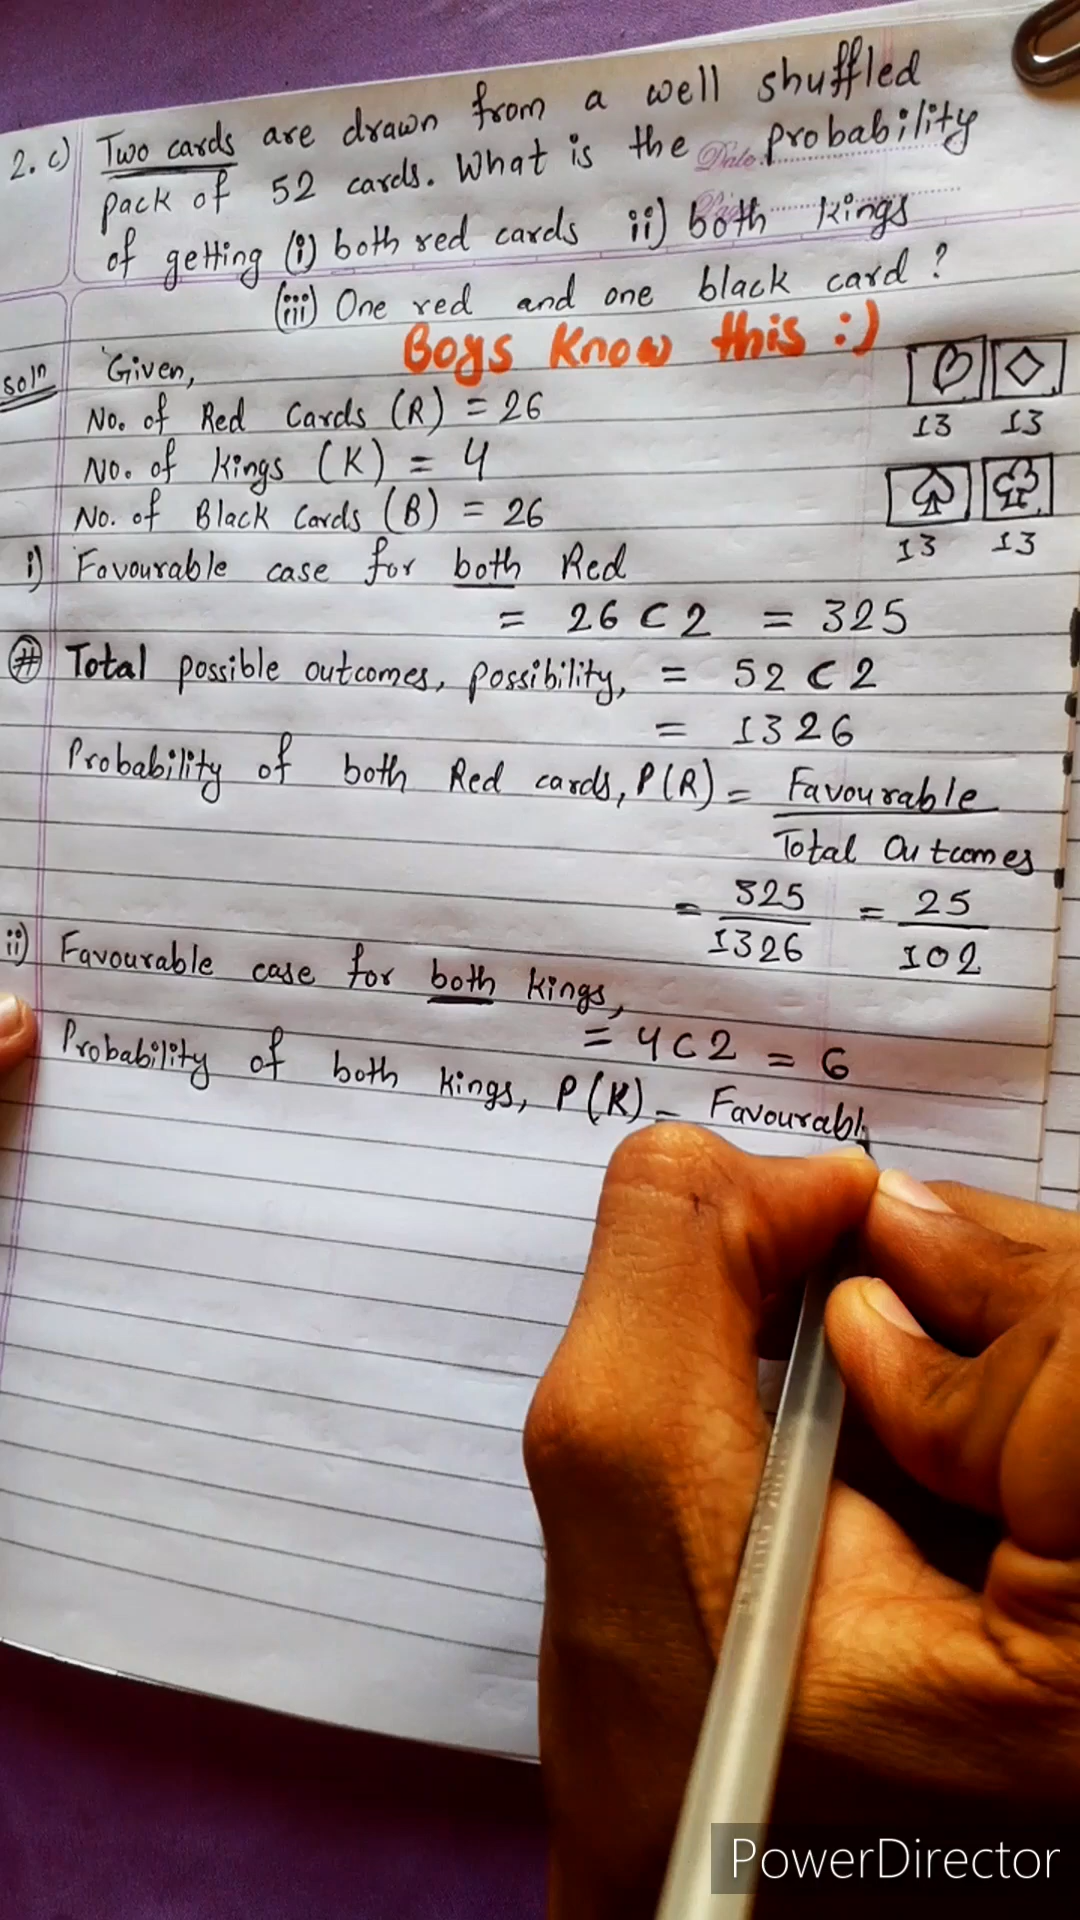 2. c) Two cards are drawn from a well shuffled
pack of 52 cards. What is the probability
of getting (i) both red cards ii) both kings
(iii) One red and one black card ?
Boys Know this :)
soln Given,
No. of Red Cards (R) = 26
No. of kings (K) = 4
No. of Black Cards (B) = 26
13 13
13 13
i) Favourable case for both Red
= 26 C 2 = 325
# Total possible outcomes, possibility, = 52 C 2
= 1326
Probability of both Red cards, P(R) = Favourable
Total Outcomes
= 325 = 25
1326 102
ii) Favourable case for both kings,
= 4C2 = 6
Probability of both kings, P(K) = Favourabl
PowerDirector